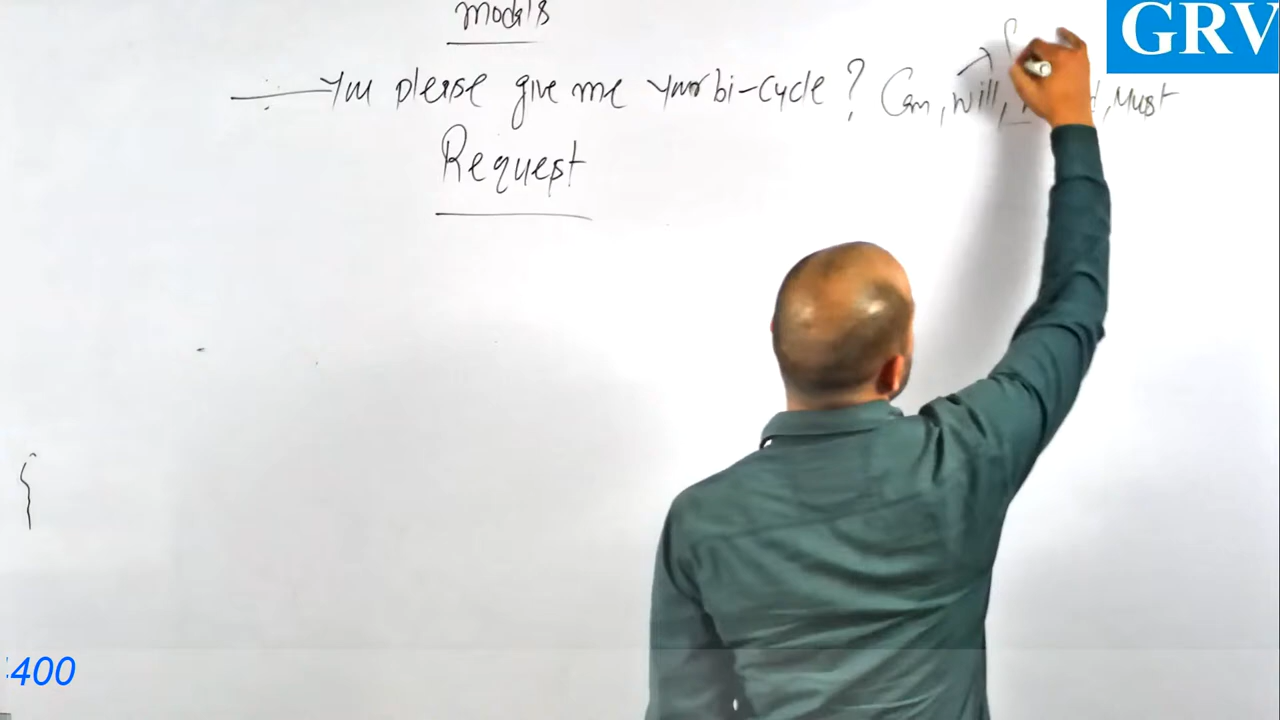 Modals
GRV
You please give me your bi-cycle ? Can, will, Must
Request
400